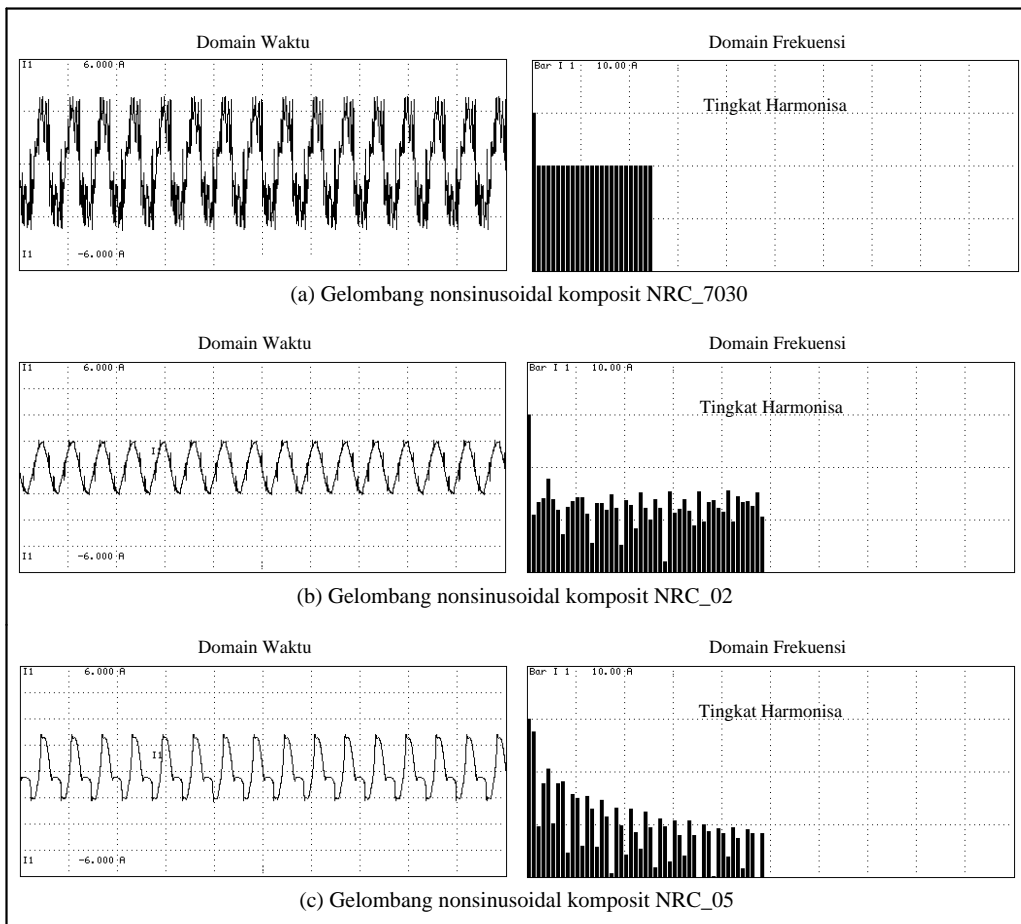 Domain Waktu
Domain Frekuensi
I1 6.000 A
Bar I 1 10.00 A
Tingkat Harmonisa
I1 -6.000 A
(a) Gelombang nonsinusoidal komposit NRC_7030
Domain Waktu
Domain Frekuensi
I1 6.000 A
Bar I 1 10.00 A
Tingkat Harmonisa
I1
I1 -6.000 A
(b) Gelombang nonsinusoidal komposit NRC_02
Domain Waktu
Domain Frekuensi
I1 6.000 A
Bar I 1 10.00 A
Tingkat Harmonisa
I1
I1 -6.000 A
(c) Gelombang nonsinusoidal komposit NRC_05